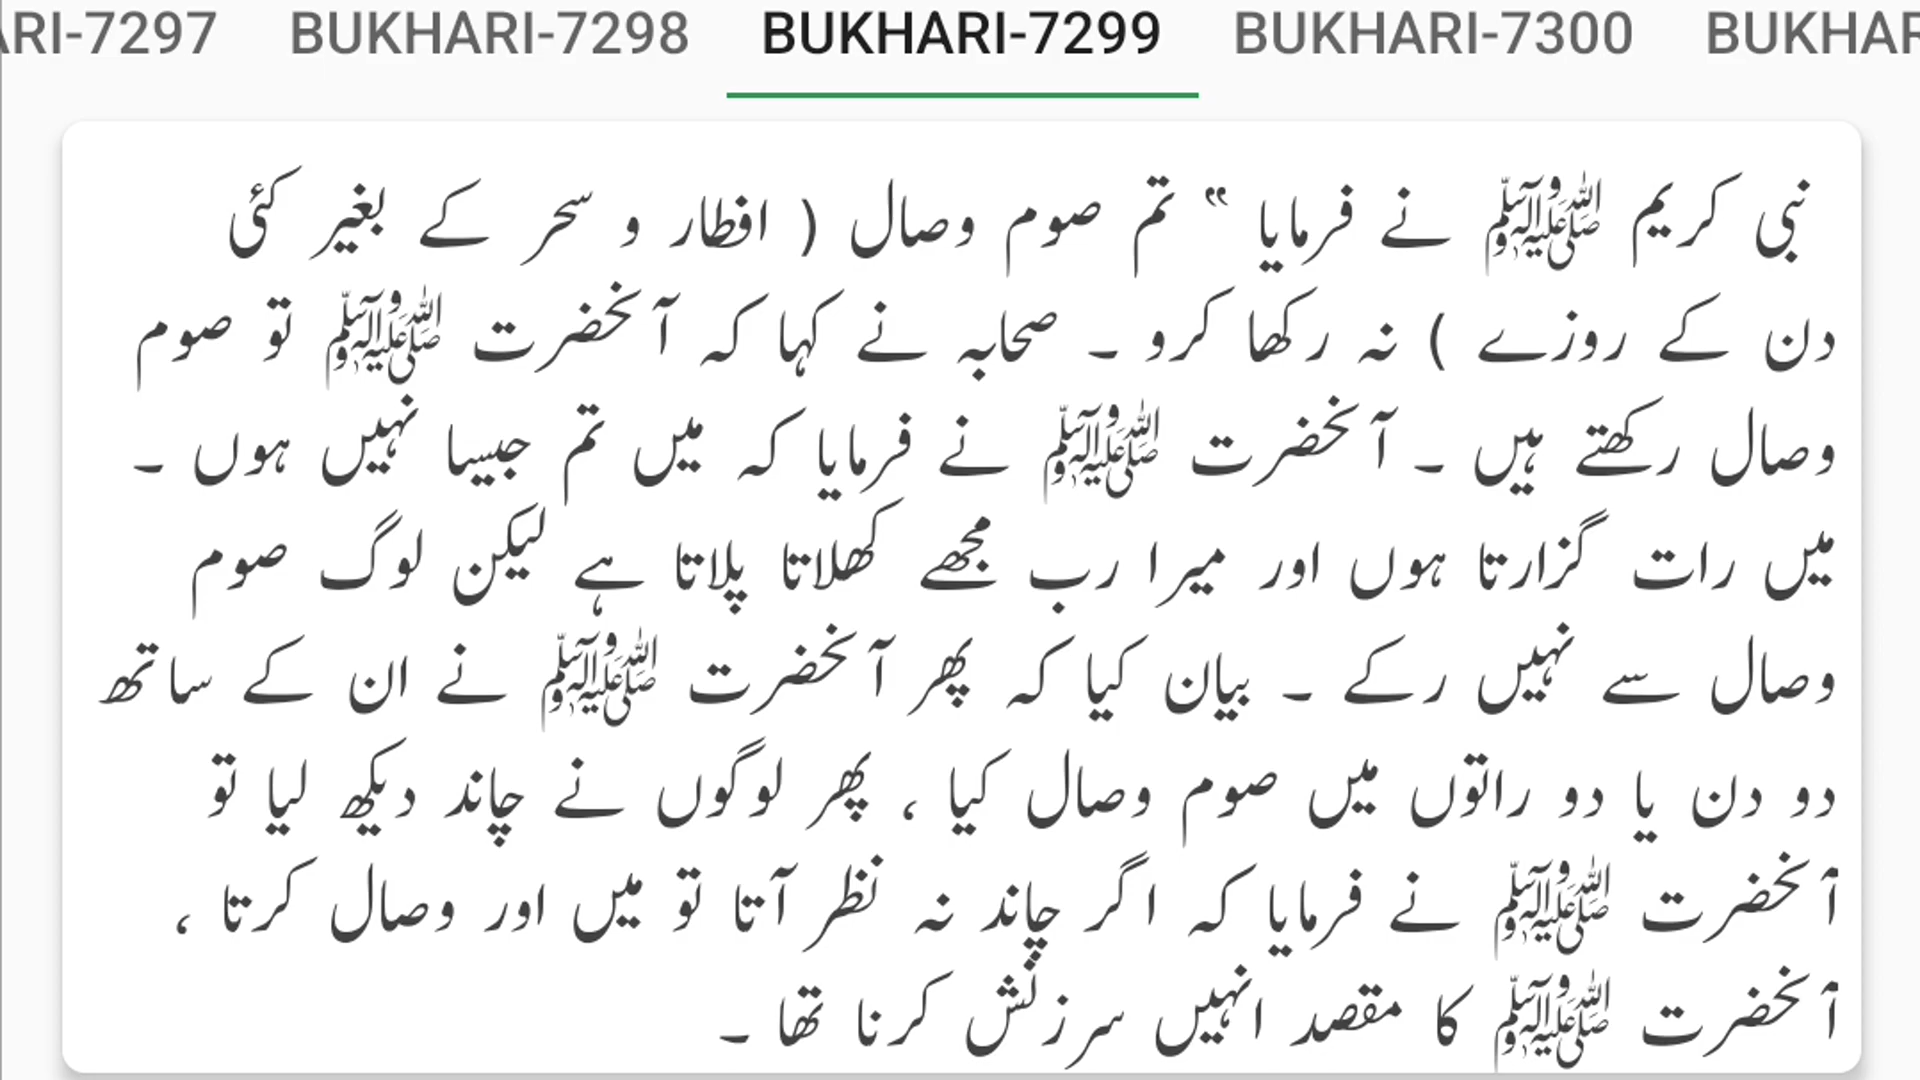 ARI-7297 BUKHARI-7298 BUKHARI-7299 BUKHARI-7300 BUKHAR
نبی کریم ﷺ نے فرمایا ” تم صوم وصال ( افطار و سحر کے بغیر کئی
دن کے روزے ) نہ رکھا کرو ۔ صحابہ نے کہا کہ آنحضرت ﷺ تو صوم
وصال رکھتے ہیں ۔ آنحضرت ﷺ نے فرمایا کہ میں تم جیسا نہیں ہوں ۔
میں رات گزارتا ہوں اور میرا رب مجھے کھلاتا پلاتا ہے لیکن لوگ صوم
وصال سے نہیں رکے ۔ بیان کیا کہ پھر آنحضرت ﷺ نے ان کے ساتھ
دو دن یا دو راتوں میں صوم وصال کیا ، پھر لوگوں نے چاند دیکھ لیا تو
آنحضرت ﷺ نے فرمایا کہ اگر چاند نہ نظر آتا تو میں اور وصال کرتا ،
آنحضرت ﷺ کا مقصد انہیں سرزنش کرنا تھا ۔